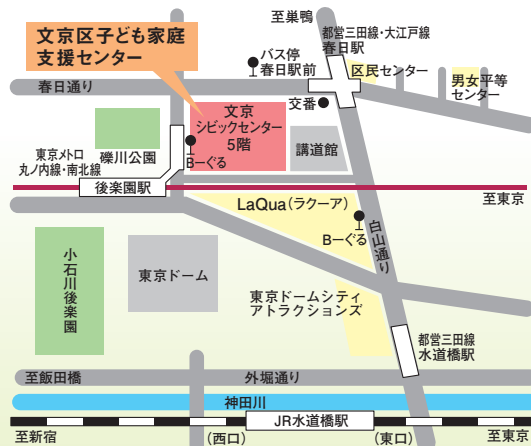 至巣鴨
文京区子ども家庭
支援センター
都営三田線・大江戸線
春日駅
バス停
春日駅前
区民センター
男女平等
センター
春日通り
交番
文京
シビックセンター
5階
講道館
礫川公園
Bーぐる
東京メトロ
丸ノ内線・南北線
後楽園駅
至東京
LaQua(ラクーア)
Bーぐる
白山通り
小石川後楽園
東京ドーム
東京ドームシティ
アトラクションズ
都営三田線
水道橋駅
至飯田橋
外堀通り
神田川
JR水道橋駅
至新宿
(西口)
(東口)
至東京